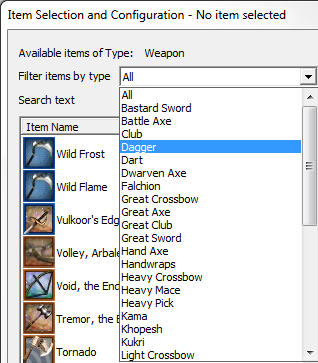 Item Selection and Configuration - No item selected
Available items of Type: Weapon
Filter items by type All
Search text
All
Bastard Sword
Battle Axe
Club
Dagger
Dart
Dwarven Axe
Falchion
Great Crossbow
Great Axe
Great Club
Great Sword
Hand Axe
Handwraps
Heavy Crossbow
Heavy Mace
Heavy Pick
Kama
Khopesh
Kukri
Light Crossbow
Item Name
Wild Frost
Wild Flame
Vulkoor's Edg
Volley, Arbale
Void, the End
Tremor, the E
Tornado